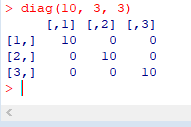 > diag(10, 3, 3)
     [,1] [,2] [,3]
[1,]   10    0    0
[2,]    0   10    0
[3,]    0    0   10
>